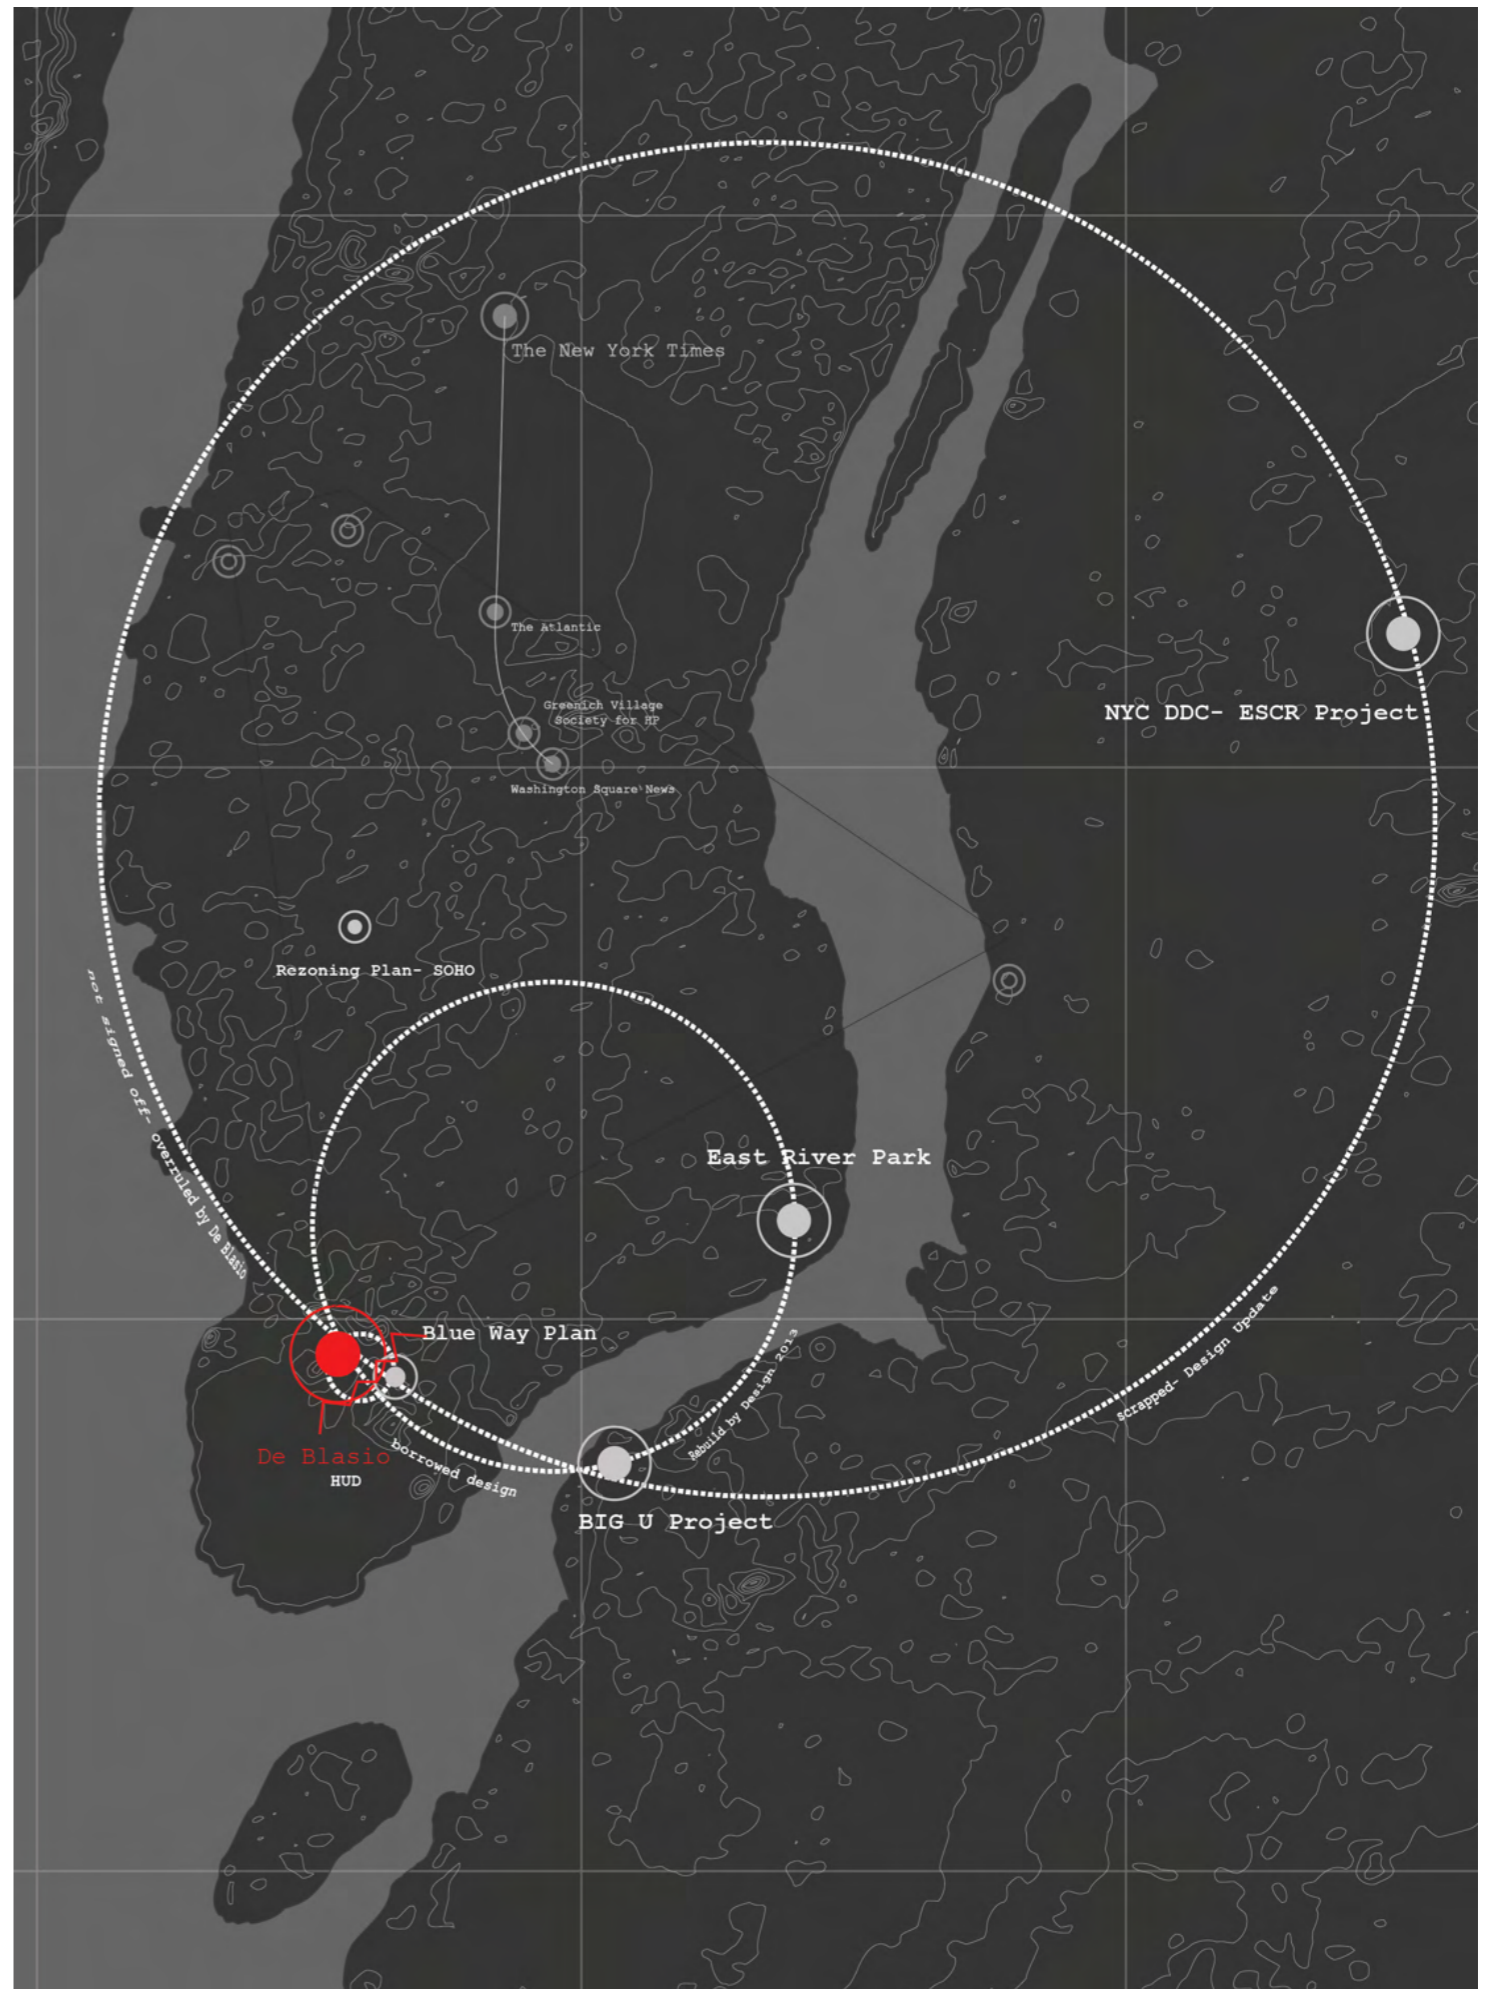 The New York Times
The Atlantic
Greenich Village
Society for HP
NYC DDC- ESCR Project
Washington Square News
Rezoning Plan- SOHO
not signed off- overruled by De Blasio
East River Park
Blue Way Plan
scrapped- Design Update
Rebuild by Design 2013
De Blasio
borrowed design
HUD
BIG U Project